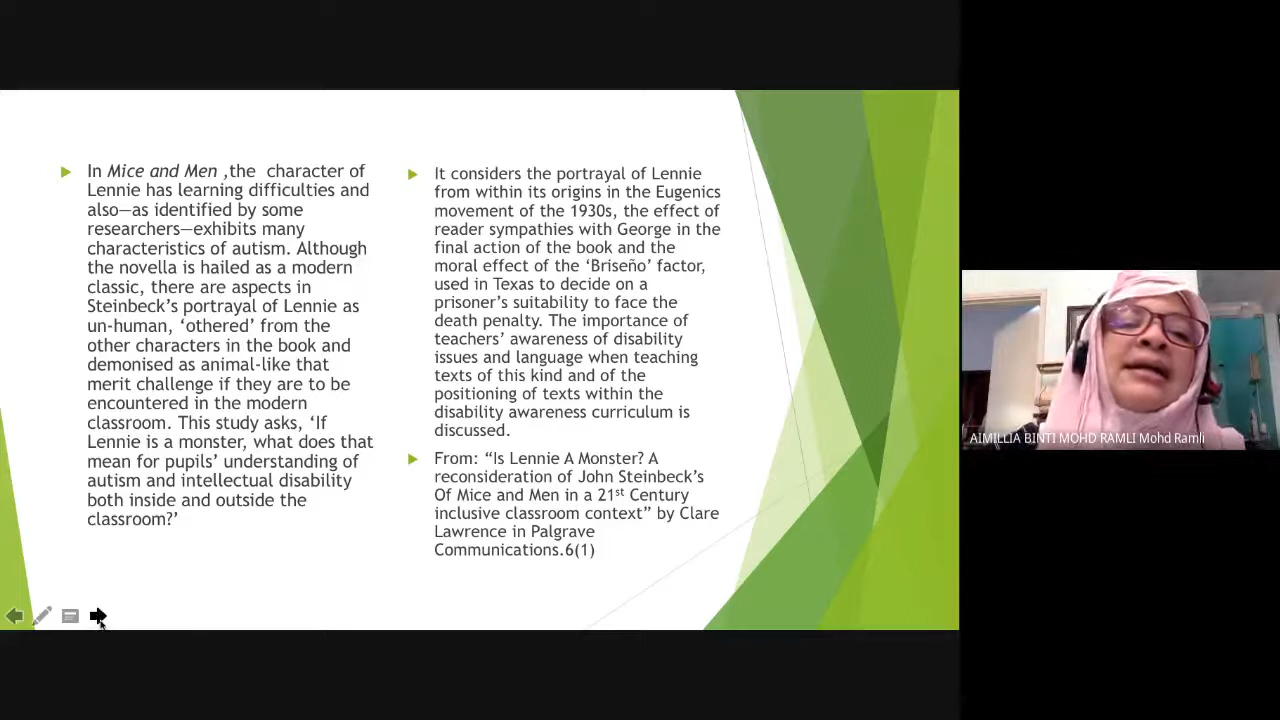 In Mice and Men ,the character of
Lennie has learning difficulties and
also—as identified by some
researchers—exhibits many
characteristics of autism. Although
the novella is hailed as a modern
classic, there are aspects in
Steinbeck's portrayal of Lennie as
un-human, 'othered' from the
other characters in the book and
demonised as animal-like that
merit challenge if they are to be
encountered in the modern
classroom. This study asks, 'If
Lennie is a monster, what does that
mean for pupils' understanding of
autism and intellectual disability
both inside and outside the
classroom?'
It considers the portrayal of Lennie
from within its origins in the Eugenics
movement of the 1930s, the effect of
reader sympathies with George in the
final action of the book and the
moral effect of the 'Briseño' factor,
used in Texas to decide on a
prisoner's suitability to face the
death penalty. The importance of
teachers' awareness of disability
issues and language when teaching
texts of this kind and of the
positioning of texts within the
disability awareness curriculum is
discussed.
From: "Is Lennie A Monster? A
reconsideration of John Steinbeck's
Of Mice and Men in a 21st Century
inclusive classroom context" by Clare
Lawrence in Palgrave
Communications.6(1)
AIMILLIA BINTI MOHD RAMLI Mohd Ramli